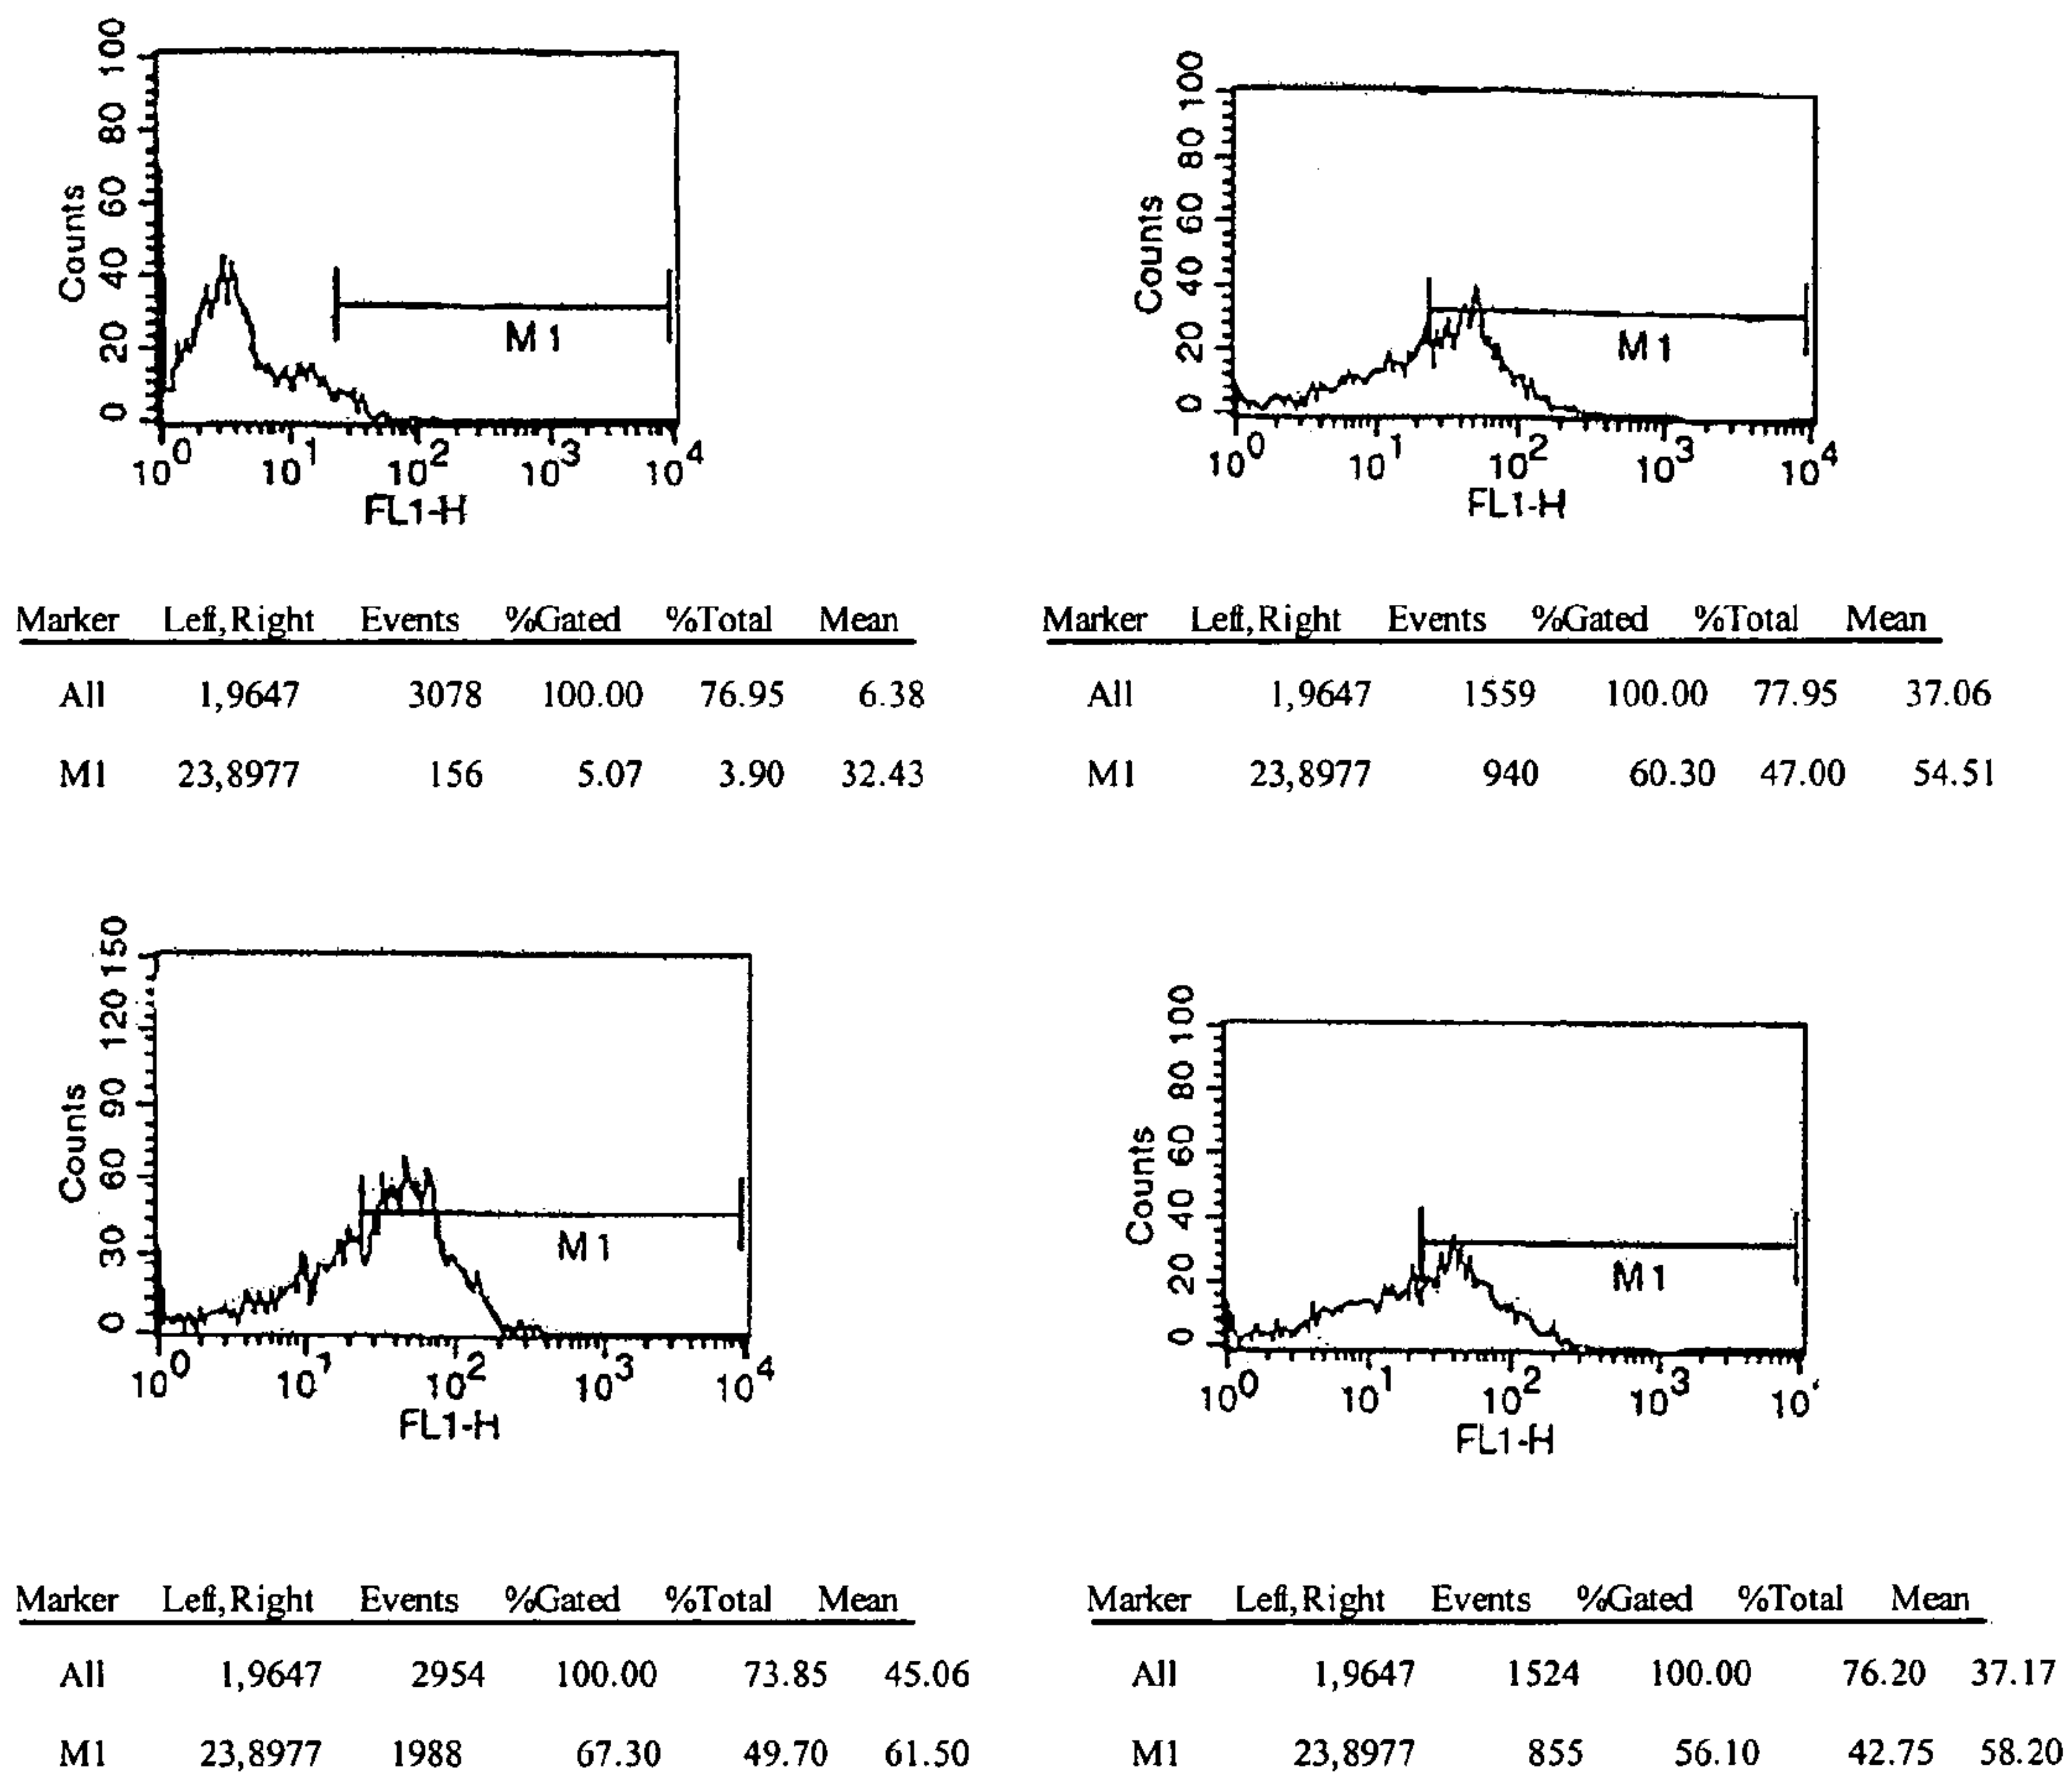 100
80
60
40
20
0
Counts
M1
10^0 10^1 10^2 10^3 10^4
FL1-H
100
80
60
40
20
0
Counts
M1
10^0 10^1 10^2 10^3 10^4
FL1-H
Marker Left,Right Events %Gated %Total Mean
All 1,9647 3078 100.00 76.95 6.38
M1 23,8977 156 5.07 3.90 32.43
Marker Left,Right Events %Gated %Total Mean
All 1,9647 1559 100.00 77.95 37.06
M1 23,8977 940 60.30 47.00 54.51
150
120
90
60
30
0
Counts
M1
10^0 10^1 10^2 10^3 10^4
FL1-H
100
80
60
40
20
0
Counts
M1
10^0 10^1 10^2 10^3 10
FL1-H
Marker Left,Right Events %Gated %Total Mean
All 1,9647 2954 100.00 73.85 45.06
M1 23,8977 1988 67.30 49.70 61.50
Marker Left,Right Events %Gated %Total Mean
All 1,9647 1524 100.00 76.20 37.17
M1 23,8977 855 56.10 42.75 58.20